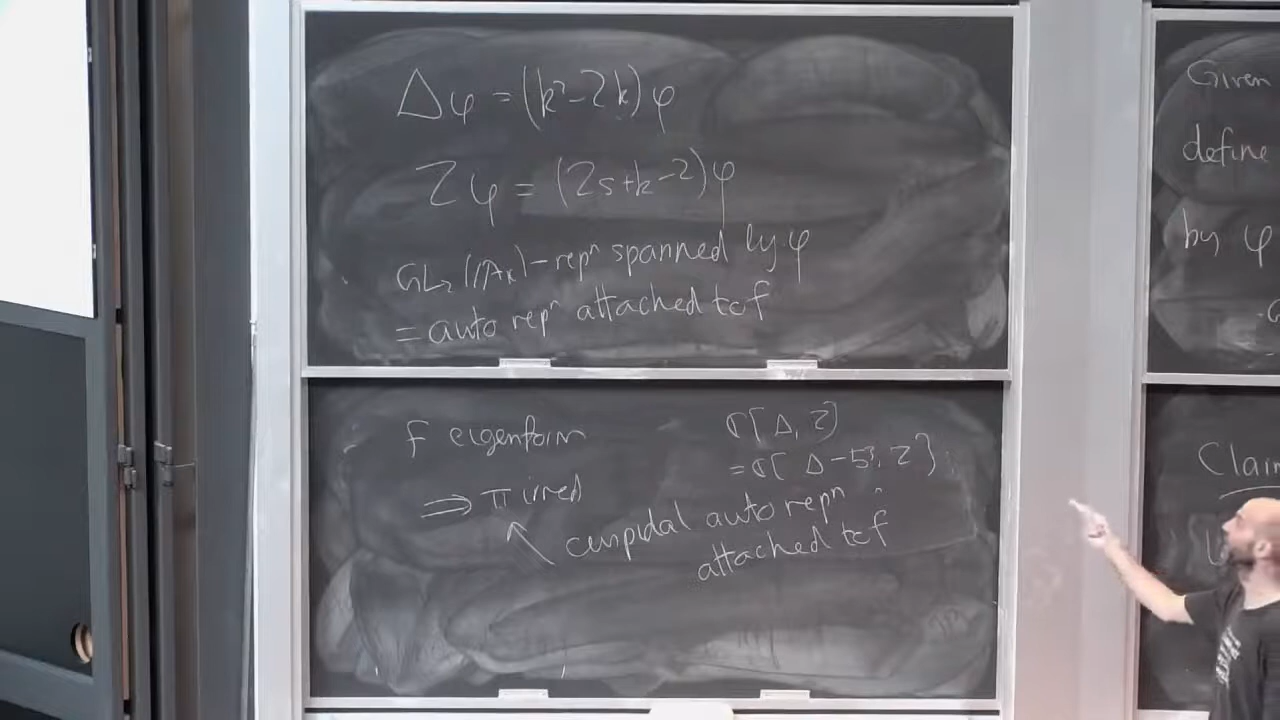 Δφ = (k²-2k)φ
Zφ = (2s+k-2)φ
GL₂(A_K)-repⁿ spanned by φ
= auto repⁿ attached to f
f eigenform
⇒ π irred
cuspidal auto repⁿ
attached to f
ℂ[Δ, Z]
= ℂ[Δ-53, Z]
Given
define
by φ
Claim